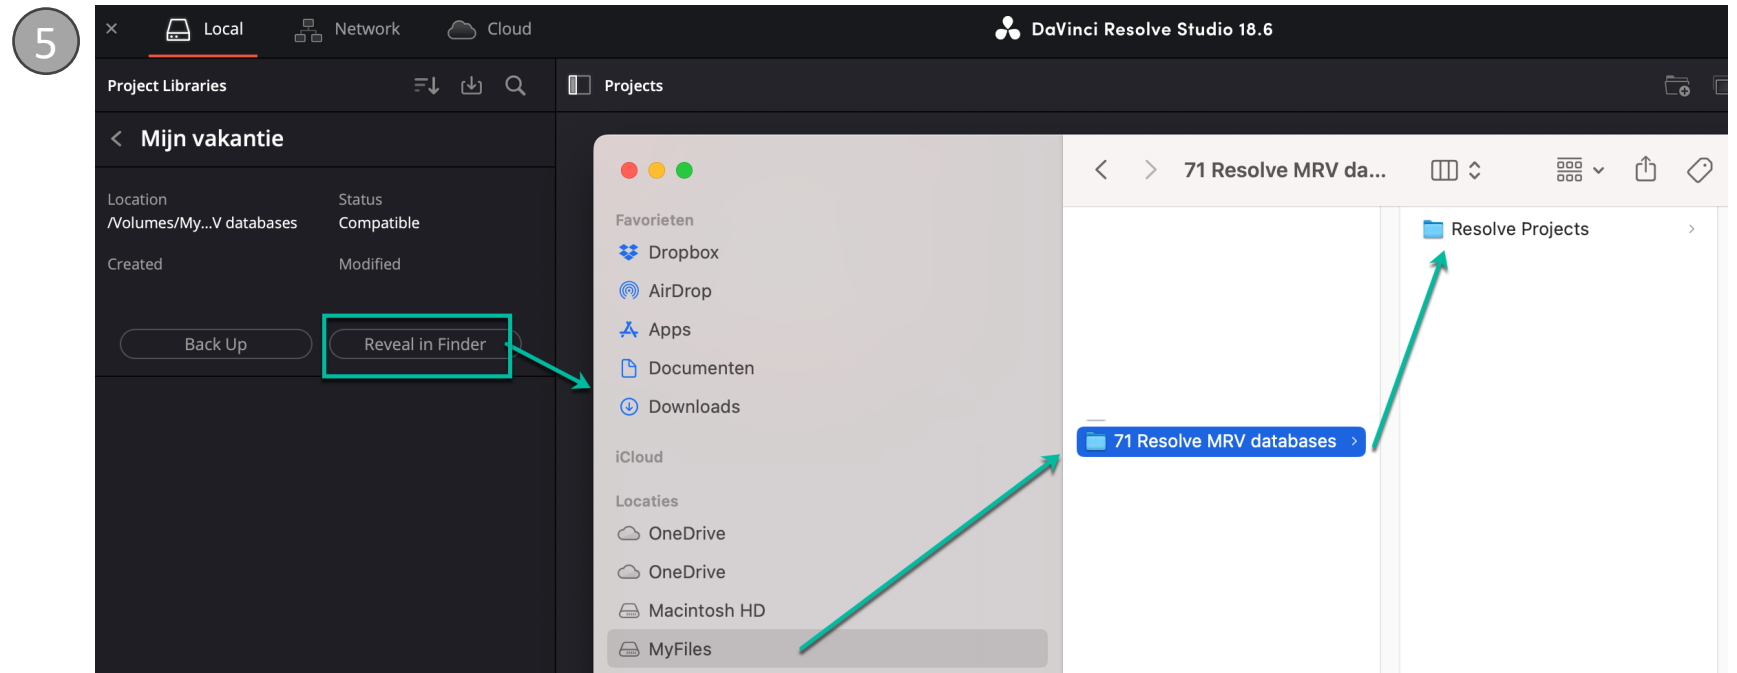 5
Local
Network
Cloud
DaVinci Resolve Studio 18.6
Project Libraries
Projects
Mijn vakantie
Location
Status
/Volumes/My...V databases
Compatible
Created
Modified
Back Up
Reveal in Finder
71 Resolve MRV da...
Favorieten
Dropbox
AirDrop
Apps
Documenten
Downloads
iCloud
Locaties
OneDrive
OneDrive
Macintosh HD
MyFiles
71 Resolve MRV databases
Resolve Projects